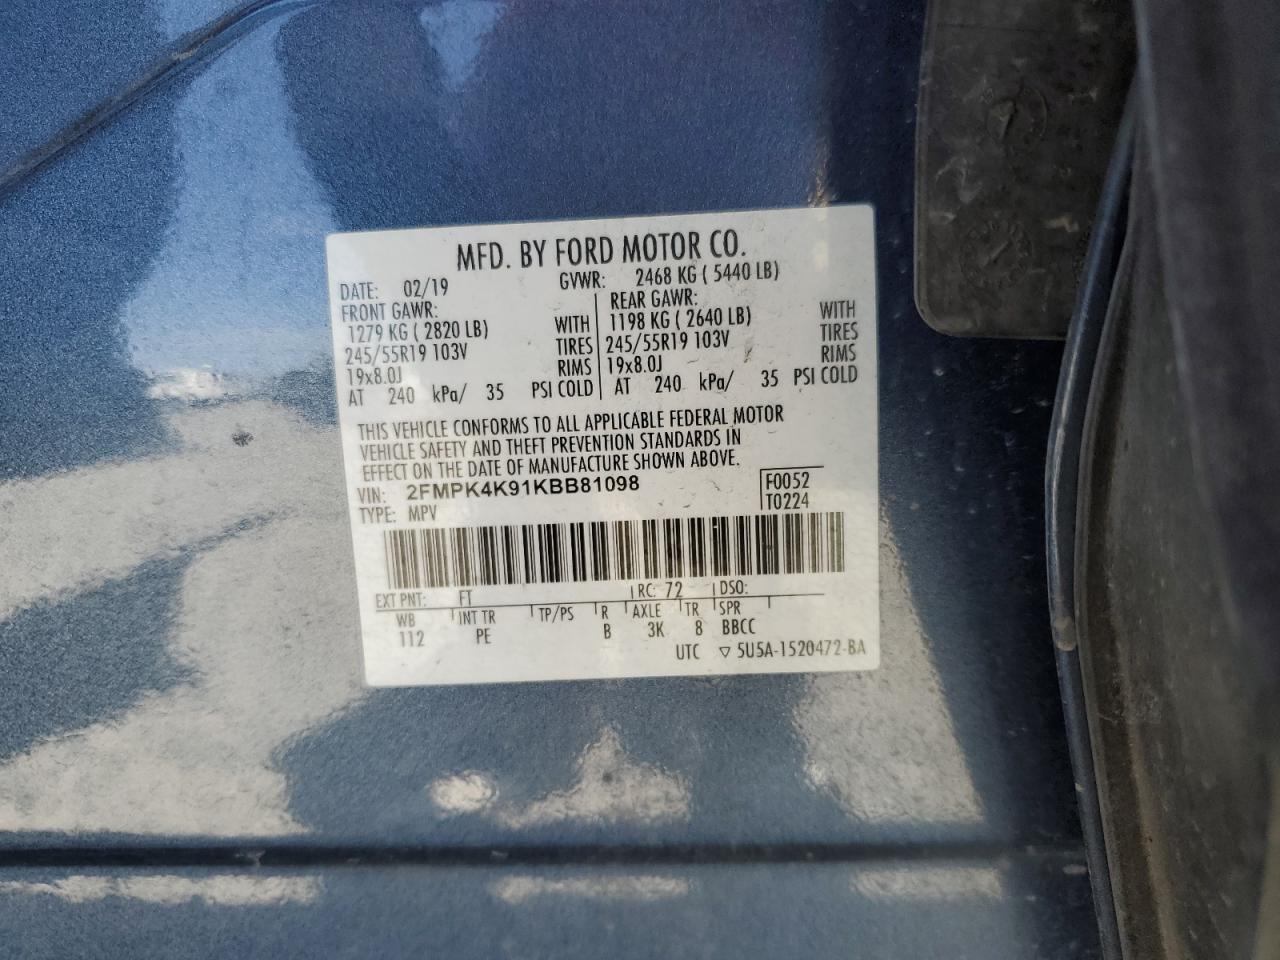 MFD. BY FORD MOTOR CO.
DATE: 02/19 GVWR: 2468 KG ( 5440 LB)
FRONT GAWR: REAR GAWR:
1279 KG ( 2820 LB) WITH 1198 KG ( 2640 LB) WITH
245/55R19 103V TIRES 245/55R19 103V TIRES
19x8.0J RIMS 19x8.0J RIMS
AT 240 kPa/ 35 PSI COLD AT 240 kPa/ 35 PSI COLD
THIS VEHICLE CONFORMS TO ALL APPLICABLE FEDERAL MOTOR
VEHICLE SAFETY AND THEFT PREVENTION STANDARDS IN
EFFECT ON THE DATE OF MANUFACTURE SHOWN ABOVE.
VIN: 2FMPK4K91KBB81098 F0052
TYPE: MPV T0224
EXT PNT: FT RC: 72 DSO:
WB INT TR TP/PS R AXLE TR SPR
112 PE B 3K 8 BBCC
UTC ▽ 5U5A-1520472-BA